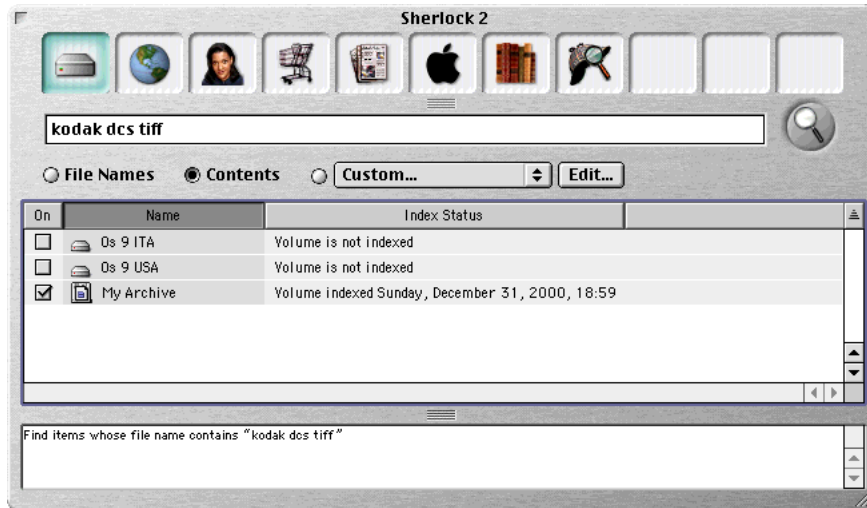 Sherlock 2
kodak dcs tiff
File Names Contents Custom... Edit...
On Name Index Status
Os 9 ITA Volume is not indexed
Os 9 USA Volume is not indexed
My Archive Volume indexed Sunday, December 31, 2000, 18:59
Find items whose file name contains “kodak dcs tiff”